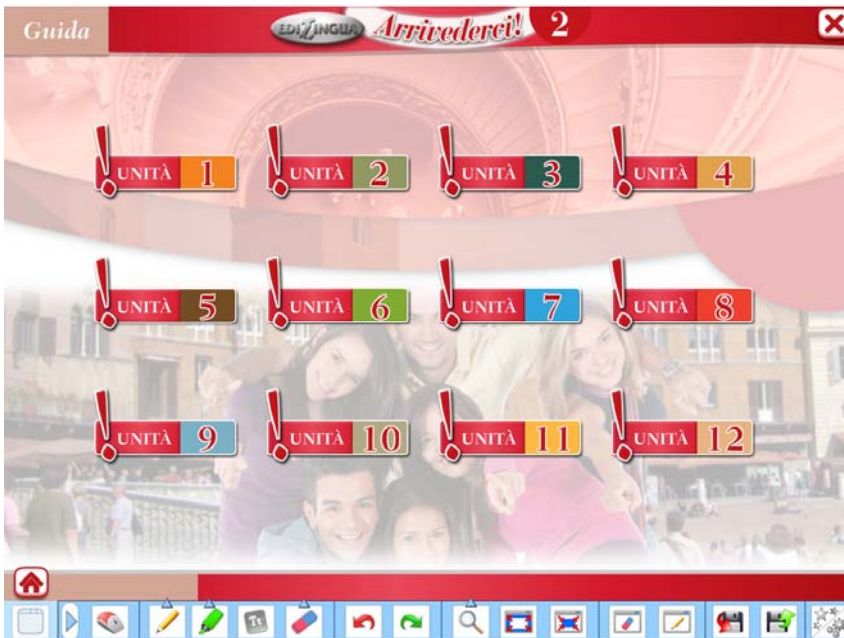 Guida EDILINGUA Arrivederci! 2
UNITÀ 1 UNITÀ 2 UNITÀ 3 UNITÀ 4
UNITÀ 5 UNITÀ 6 UNITÀ 7 UNITÀ 8
UNITÀ 9 UNITÀ 10 UNITÀ 11 UNITÀ 12
Tt